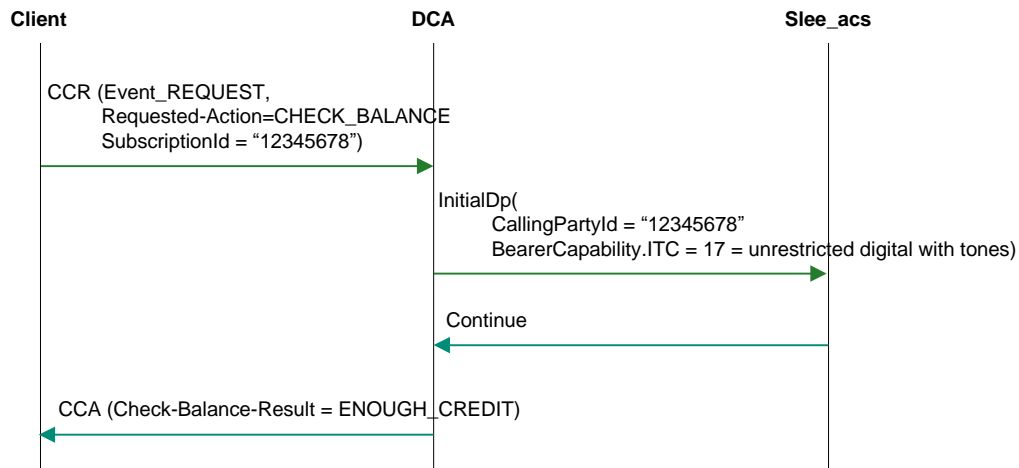 Client DCA Slee_acs
CCR (Event_REQUEST,
Requested-Action=CHECK_BALANCE
SubscriptionId = “12345678”)
InitialDp(
CallingPartyId = “12345678”
BearerCapability.ITC = 17 = unrestricted digital with tones)
Continue
CCA (Check-Balance-Result = ENOUGH_CREDIT)